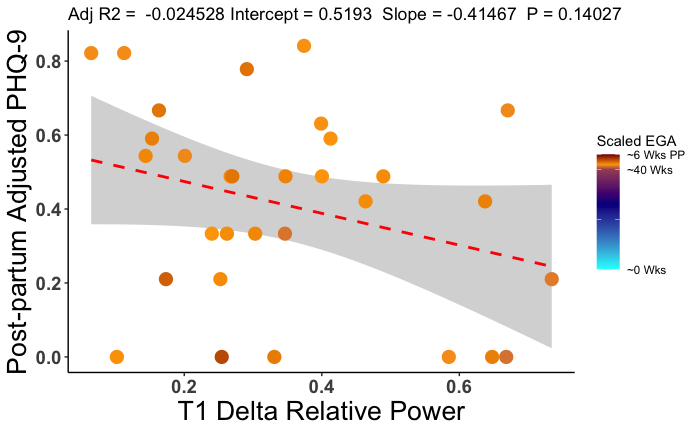 Adj R2 =  -0.024528 Intercept = 0.5193  Slope = -0.41467  P = 0.14027
Post-partum Adjusted PHQ-9
0.8
0.6
0.4
0.2
0.0
0.2 0.4 0.6
T1 Delta Relative Power
Scaled EGA
~6 Wks PP
~40 Wks
~0 Wks